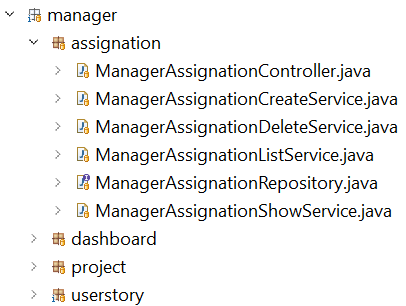 manager
assignation
ManagerAssignationController.java
ManagerAssignationCreateService.java
ManagerAssignationDeleteService.java
ManagerAssignationListService.java
ManagerAssignationRepository.java
ManagerAssignationShowService.java
dashboard
project
userstory